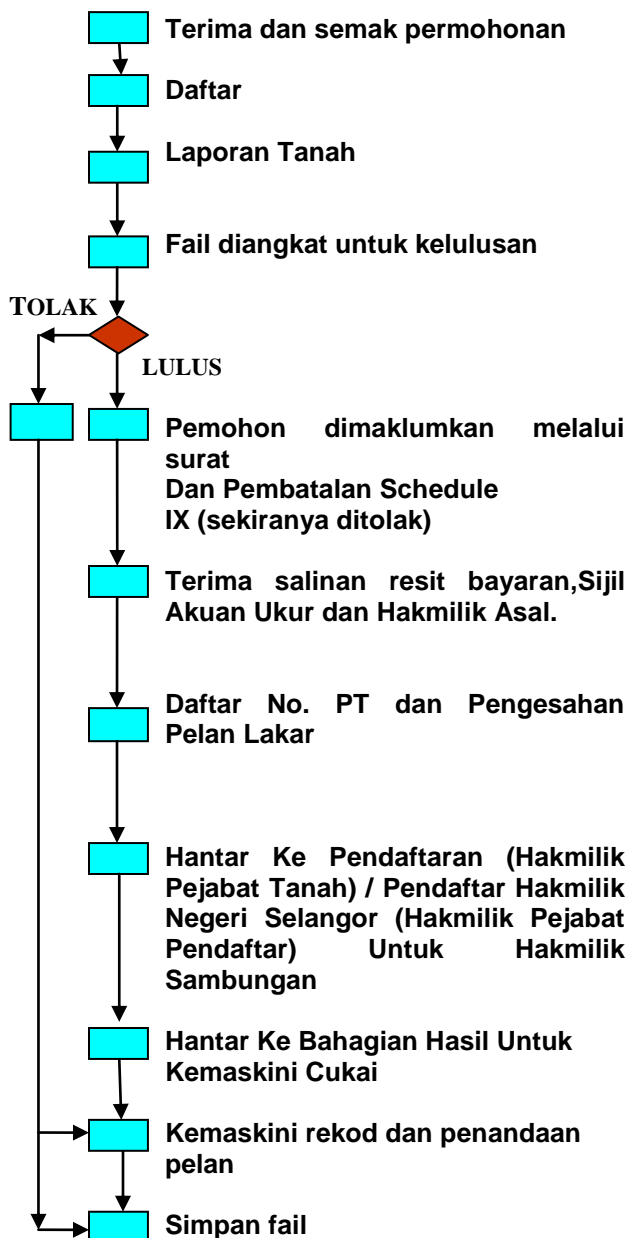 Terima dan semak permohonan
Daftar
Laporan Tanah
Fail diangkat untuk kelulusan
TOLAK
LULUS
Pemohon dimaklumkan melalui
surat
Dan Pembatalan Schedule
IX (sekiranya ditolak)
Terima salinan resit bayaran,Sijil
Akuan Ukur dan Hakmilik Asal.
Daftar No. PT dan Pengesahan
Pelan Lakar
Hantar Ke Pendaftaran (Hakmilik
Pejabat Tanah) / Pendaftar Hakmilik
Negeri Selangor (Hakmilik Pejabat
Pendaftar) Untuk Hakmilik
Sambungan
Hantar Ke Bahagian Hasil Untuk
Kemaskini Cukai
Kemaskini rekod dan penandaan
pelan
Simpan fail